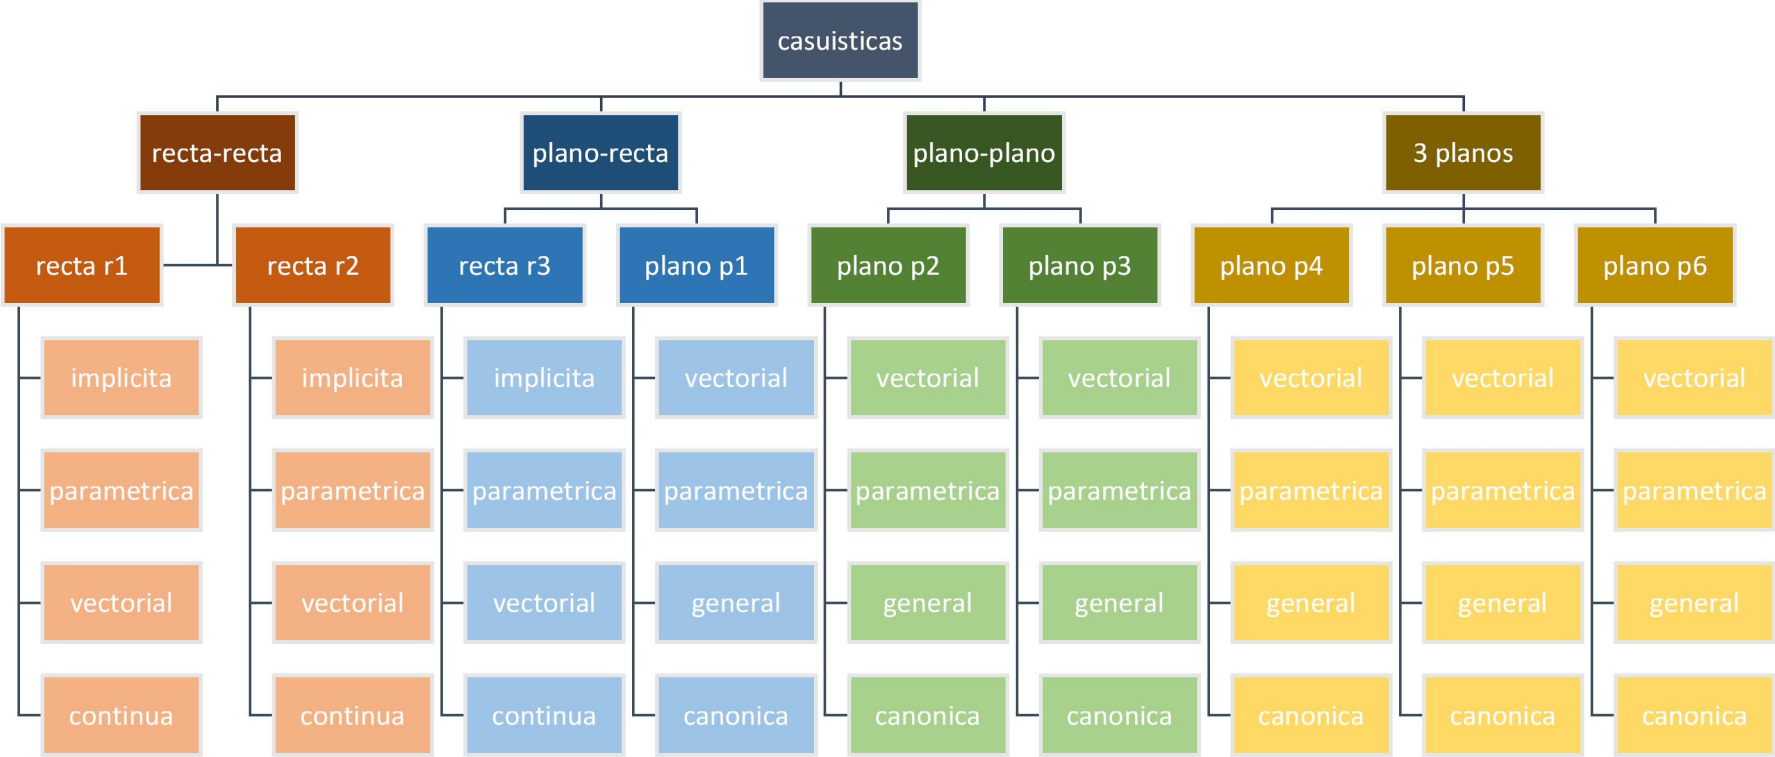 casuisticas
recta-recta
plano-recta
plano-plano
3 planos
recta r1
recta r2
recta r3
plano p1
plano p2
plano p3
plano p4
plano p5
plano p6
implicita
implicita
implicita
vectorial
vectorial
vectorial
vectorial
vectorial
vectorial
parametrica
parametrica
parametrica
parametrica
parametrica
parametrica
parametrica
parametrica
parametrica
vectorial
vectorial
vectorial
general
general
general
general
general
general
continua
continua
continua
canonica
canonica
canonica
canonica
canonica
canonica